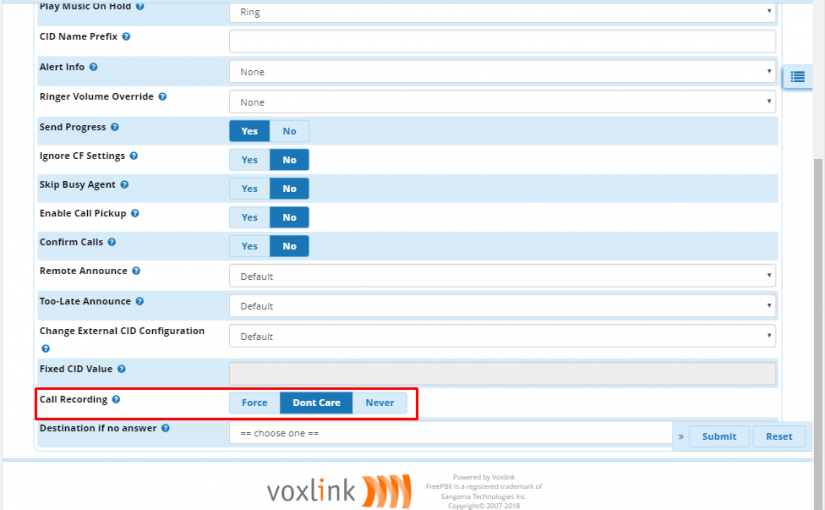 Play Music On Hold
Ring
CID Name Prefix
Alert Info
None
Ringer Volume Override
None
Send Progress
Yes No
Ignore CF Settings
Yes No
Skip Busy Agent
Yes No
Enable Call Pickup
Yes No
Confirm Calls
Yes No
Remote Announce
Default
Too-Late Announce
Default
Change External CID Configuration
Default
Fixed CID Value
Call Recording
Force Dont Care Never
Destination if no answer
== choose one ==
» Submit Reset
voxlink
Powered by Voxlink
FreePBX is a registered trademark of
Sangoma Technologies Inc.
Copyright© 2007-2018